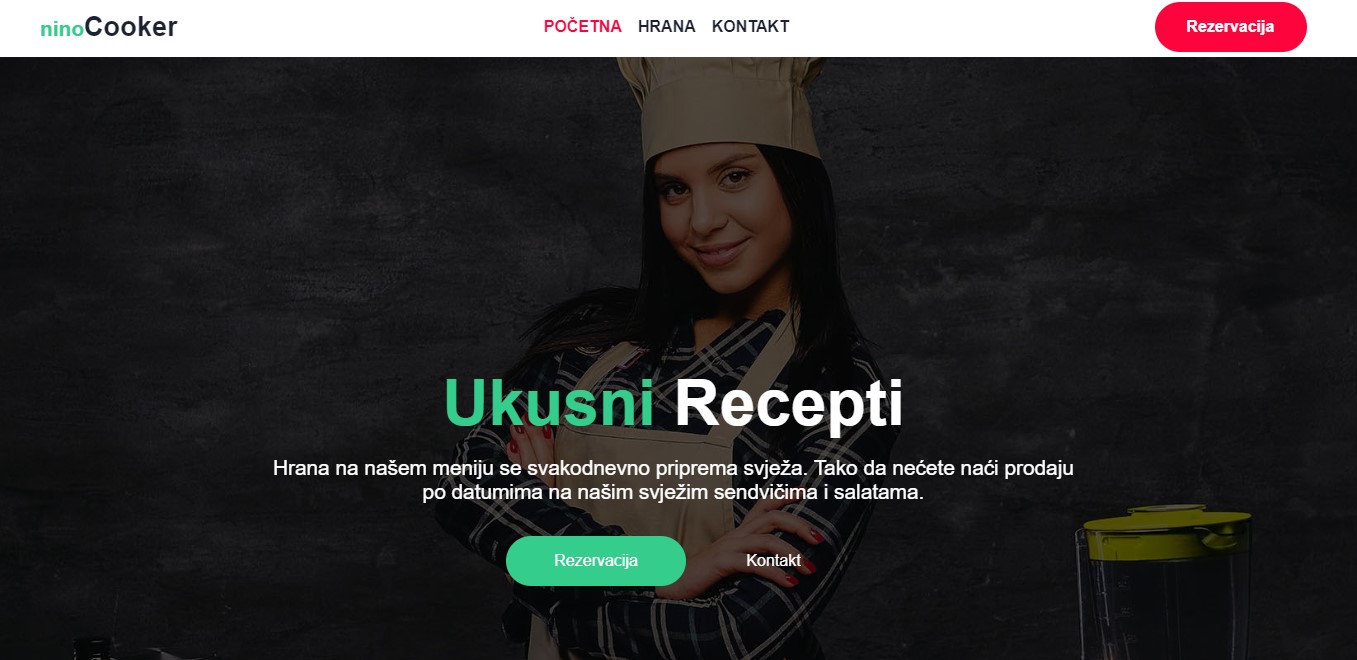 ninoCooker
POČETNA HRANA KONTAKT
Rezervacija
Ukusni Recepti
Hrana na našem meniju se svakodnevno priprema svježa. Tako da nećete naći prodaju
po datumima na našim svježim sendvičima i salatama.
Rezervacija
Kontakt